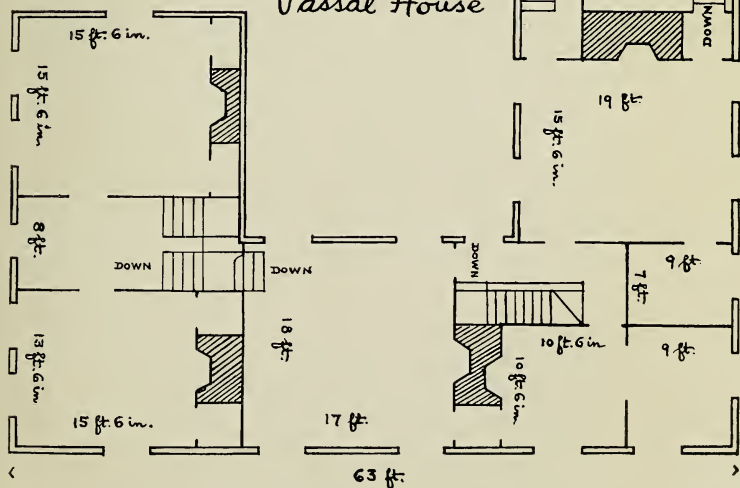 Vassal House
DOWN
15 ft. 6 in.
15 ft. 6 in.
19 ft.
15 ft. 6 in.
8 ft.
DOWN
DOWN
DOWN
9 ft.
7 ft.
18 ft.
13 ft. 6 in.
10 ft. 6 in
9 ft.
10 ft. 6 in.
15 ft. 6 in.
17 ft.
63 ft.